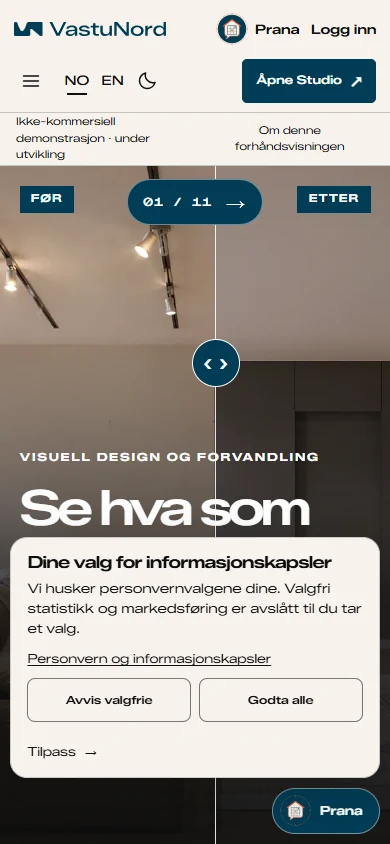 VastuNord
Prana
Logg inn
NO
EN
Åpne Studio ↗
Ikke-kommersiell
demonstrasjon · under
utvikling
Om denne
forhåndsvisningen
FØR
01 / 11 →
ETTER
VISUELL DESIGN OG FORVANDLING
Se hva som
Dine valg for informasjonskapsler
Vi husker personvernvalgene dine. Valgfri
statistikk og markedsføring er avslått til du tar
et valg.
Personvern og informasjonskapsler
Avvis valgfrie
Godta alle
Tilpass →
Prana